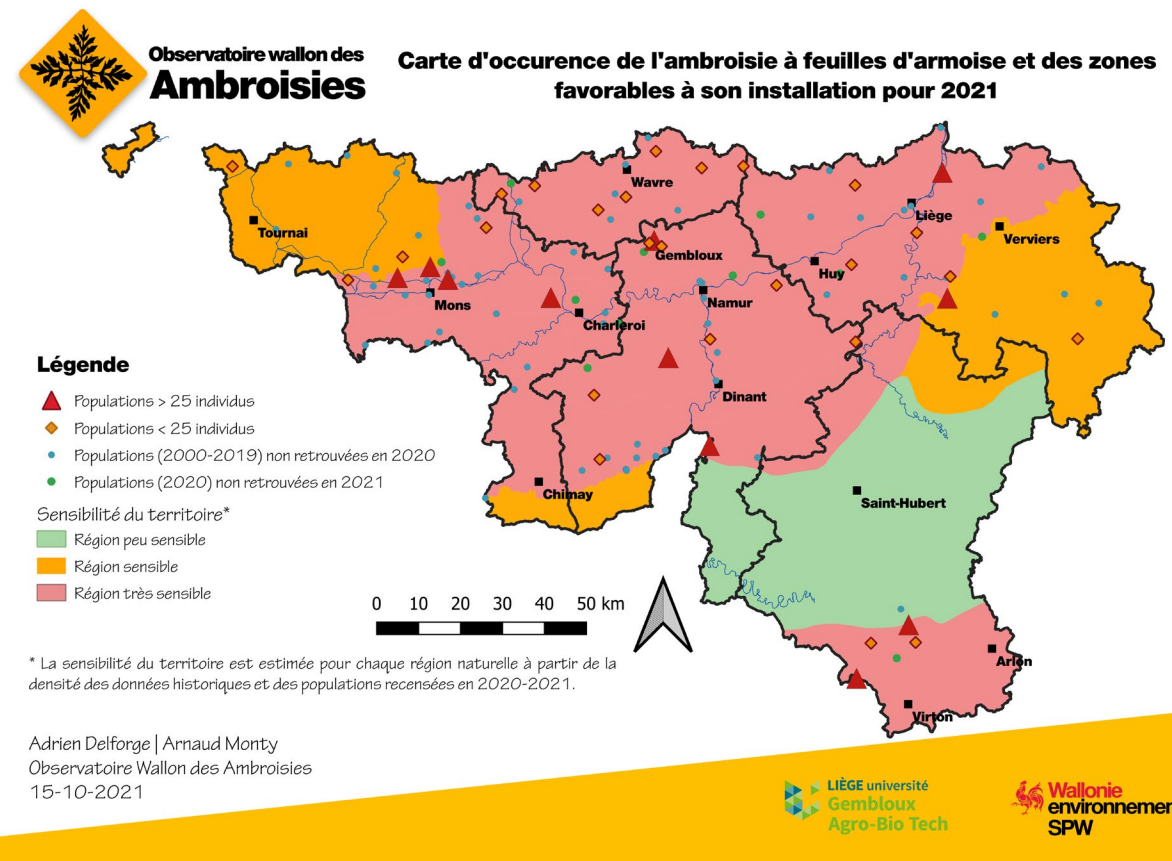 Observatoire wallon des
Ambroisies
Carte d'occurence de l'ambroisie à feuilles d'armoise et des zones
favorables à son installation pour 2021
Wavre
Tournai
Liège
Verviers
Gembloux
Huy
Mons
Namur
Charleroi
Dinant
Chimay
Saint-Hubert
Arlon
Virton
Légende
Populations > 25 individus
Populations < 25 individus
Populations (2000-2019) non retrouvées en 2020
Populations (2020) non retrouvées en 2021
Sensibilité du territoire*
Région peu sensible
Région sensible
Région très sensible
0 10 20 30 40 50 km
* La sensibilité du territoire est estimée pour chaque région naturelle à partir de la
densité des données historiques et des populations recensées en 2020-2021.
Adrien Delforge | Arnaud Monty
Observatoire Wallon des Ambroisies
15-10-2021
LIÈGE université
Gembloux
Agro-Bio Tech
Wallonie
environnemen
SPW